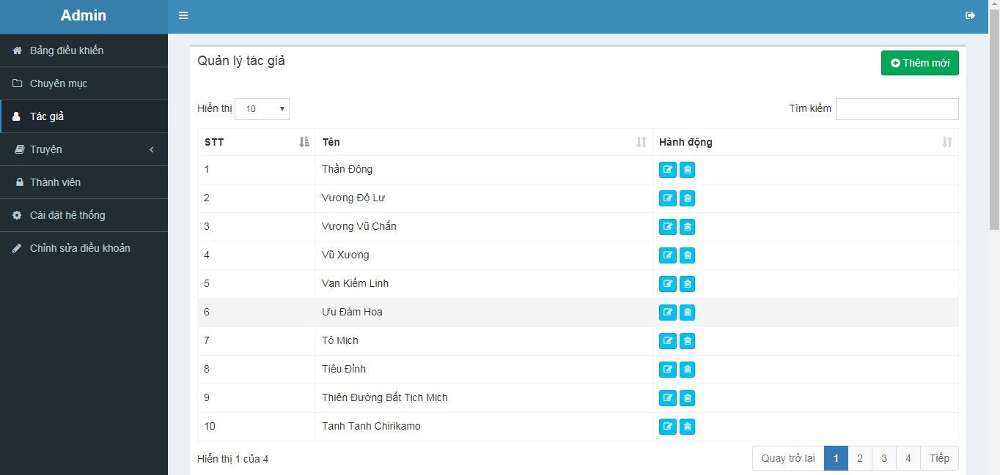 Admin
Bảng điều khiển
Chuyên mục
Tác giả
Truyện
Thành viên
Cài đặt hệ thống
Chỉnh sửa điều khoản
Quản lý tác giả
Thêm mới
Hiển thị 10
Tìm kiếm
STT Tên Hành động
1 Thần Đông
2 Vương Độ Lư
3 Vương Vũ Chấn
4 Vũ Xương
5 Vạn Kiếm Linh
6 Ưu Đàm Hoa
7 Tô Mịch
8 Tiêu Đỉnh
9 Thiên Đường Bất Tịch Mịch
10 Tanh Tanh Chirikamo
Hiển thị 1 của 4
Quay trở lại 1 2 3 4 Tiếp